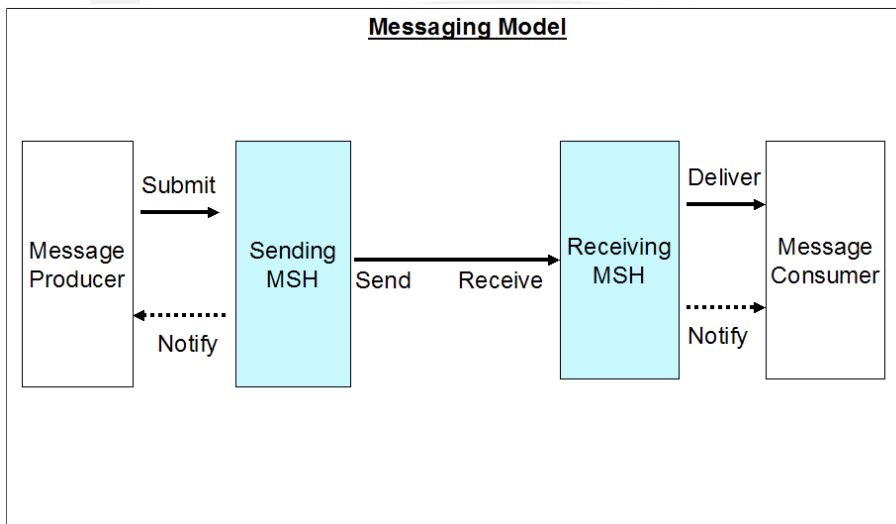 Messaging Model
Submit
Deliver
Message
Producer
Sending
MSH
Receiving
MSH
Message
Consumer
Send
Receive
Notify
Notify